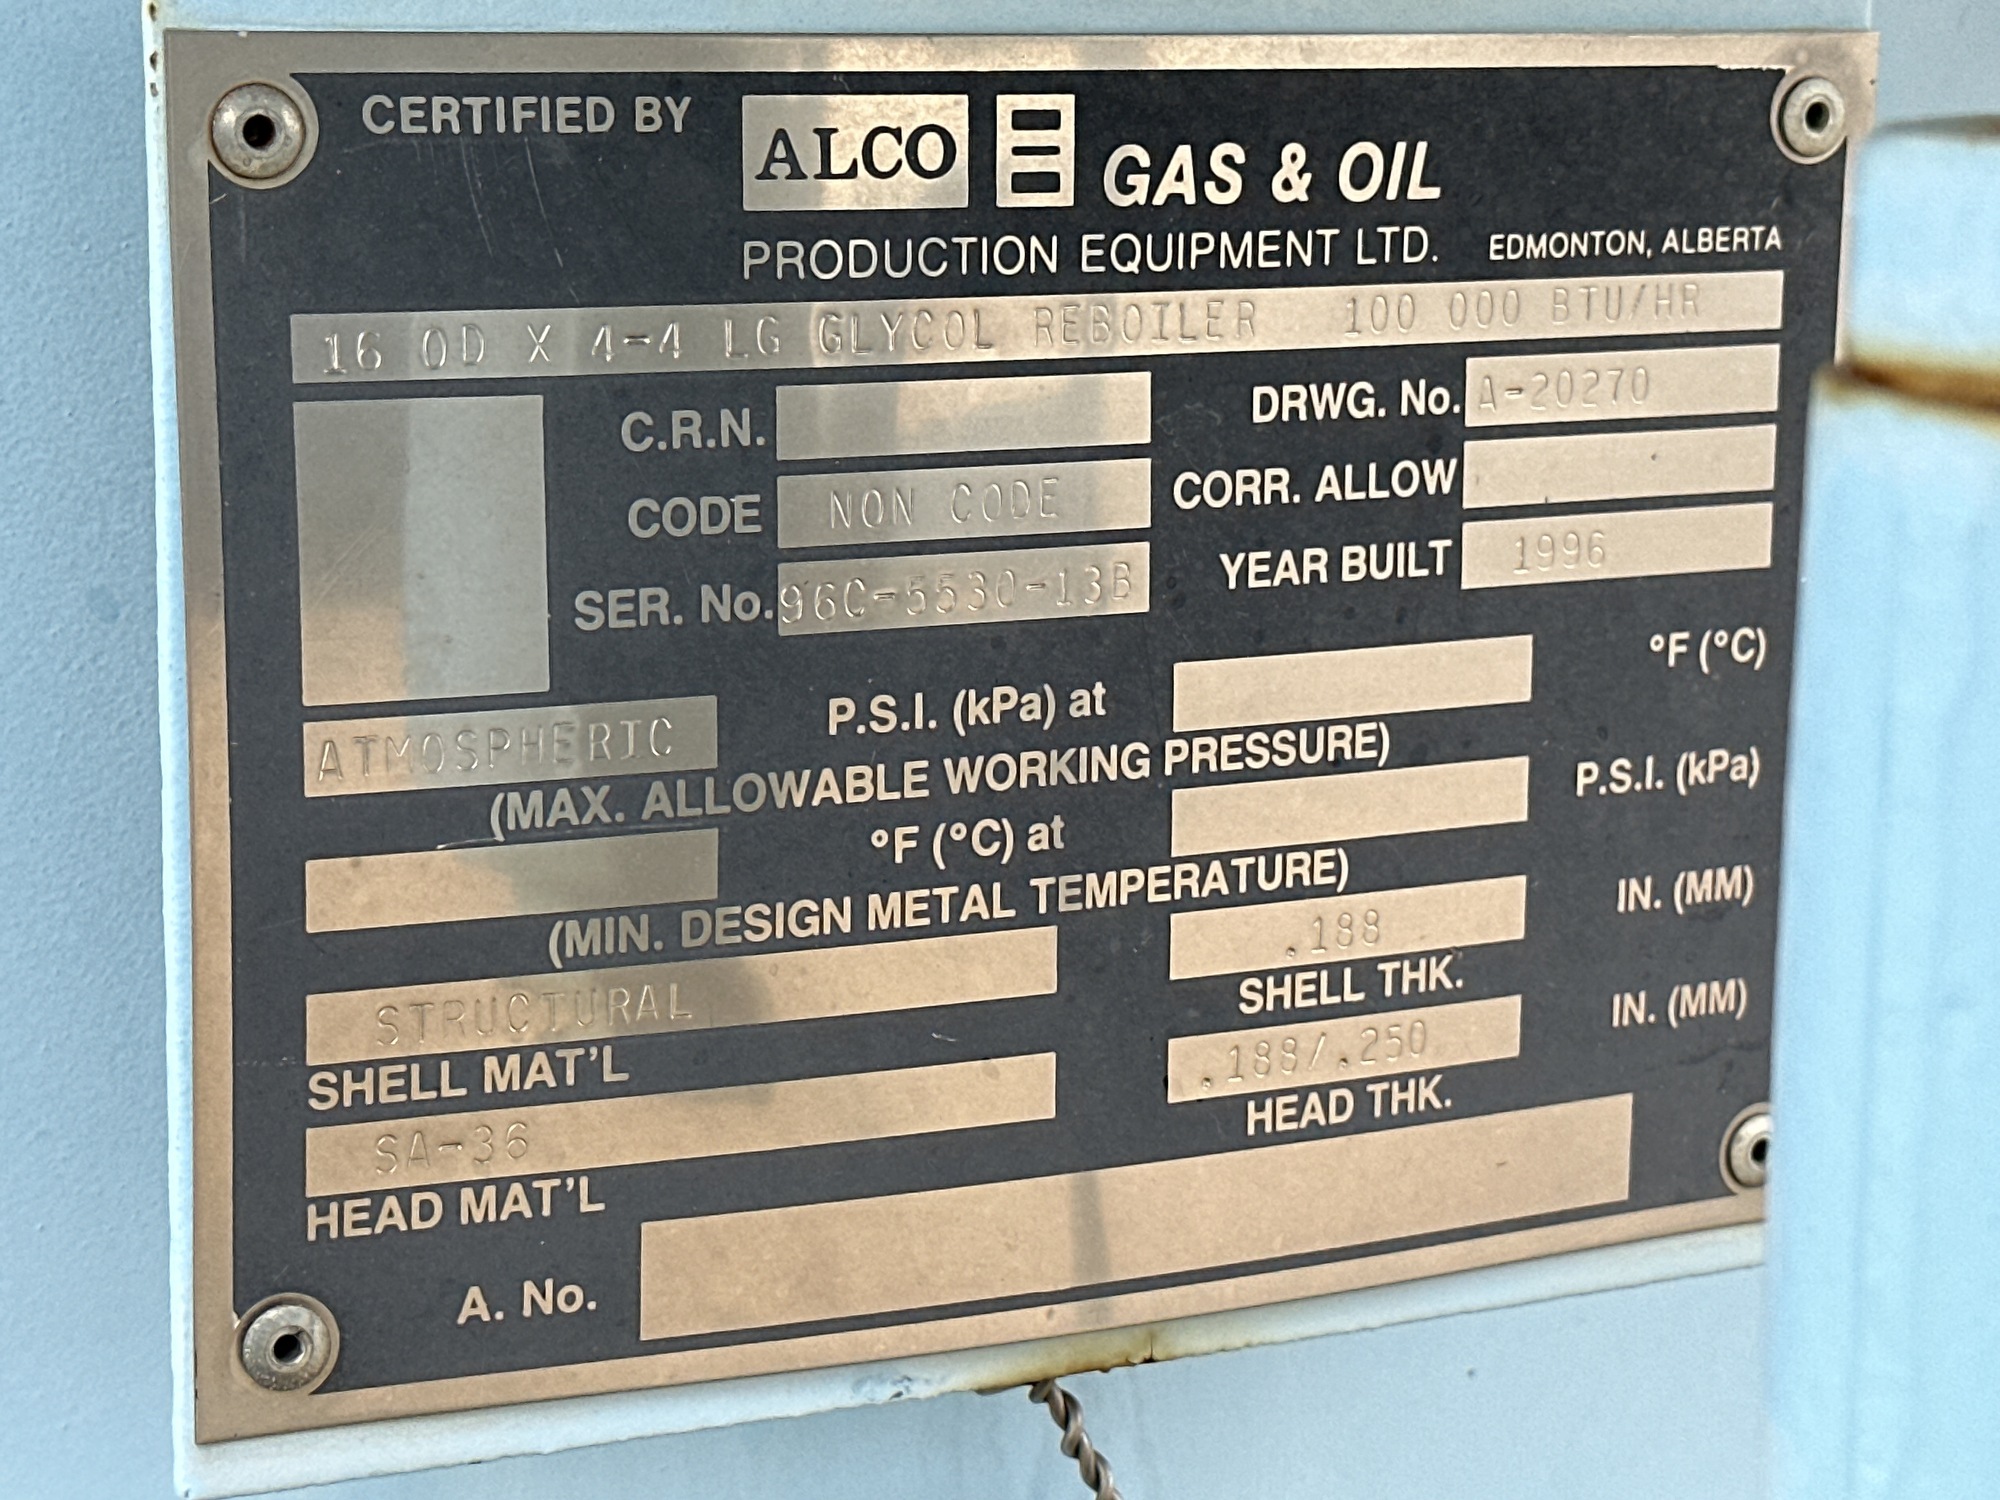 CERTIFIED BY ALCO GAS & OIL
PRODUCTION EQUIPMENT LTD. EDMONTON, ALBERTA
16 OD X 4-4 LG GLYCOL REBOILER 100 000 BTU/HR
C.R.N. DRWG. No. A-20270
CODE NON CODE CORR. ALLOW
SER. No. 96C-5530-13B YEAR BUILT 1996
ATMOSPHERIC P.S.I. (kPa) at °F (°C)
(MAX. ALLOWABLE WORKING PRESSURE)
°F (°C) at P.S.I. (kPa)
(MIN. DESIGN METAL TEMPERATURE)
STRUCTURAL .188 IN. (MM)
SHELL MAT'L SHELL THK.
SA-36 .188/.250 IN. (MM)
HEAD MAT'L HEAD THK.
A. No.